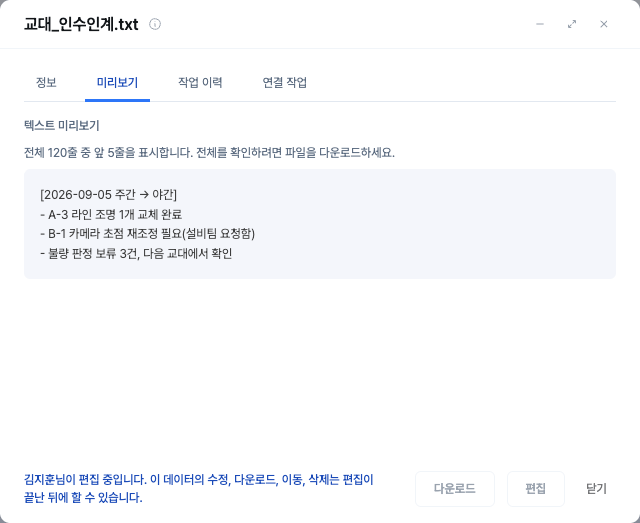 교대_인수인계.txt
정보
미리보기
작업 이력
연결 작업
텍스트 미리보기
전체 120줄 중 앞 5줄을 표시합니다. 전체를 확인하려면 파일을 다운로드하세요.
[2026-09-05 주간 → 야간]
- A-3 라인 조명 1개 교체 완료
- B-1 카메라 초점 재조정 필요(설비팀 요청함)
- 불량 판정 보류 3건, 다음 교대에서 확인
김지훈님이 편집 중입니다. 이 데이터의 수정, 다운로드, 이동, 삭제는 편집이
끝난 뒤에 할 수 있습니다.
다운로드
편집
닫기